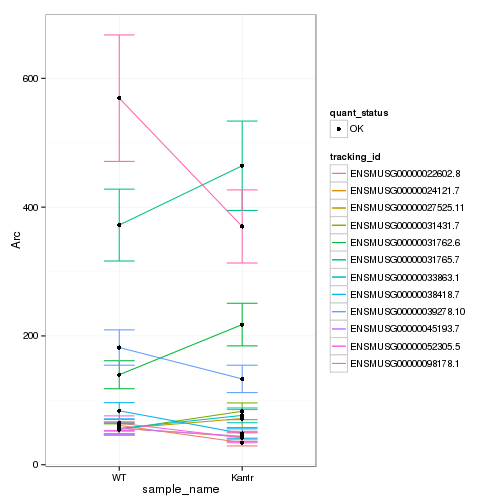 quant_status
OK
tracking_id
ENSMUSG00000022602.8
ENSMUSG00000024121.7
ENSMUSG00000027525.11
ENSMUSG00000031431.7
ENSMUSG00000031762.6
ENSMUSG00000031765.7
ENSMUSG00000033863.1
ENSMUSG00000038418.7
ENSMUSG00000039278.10
ENSMUSG00000045193.7
ENSMUSG00000052305.5
ENSMUSG00000098178.1
600
400
200
0
Arc
WT Kantr
sample_name